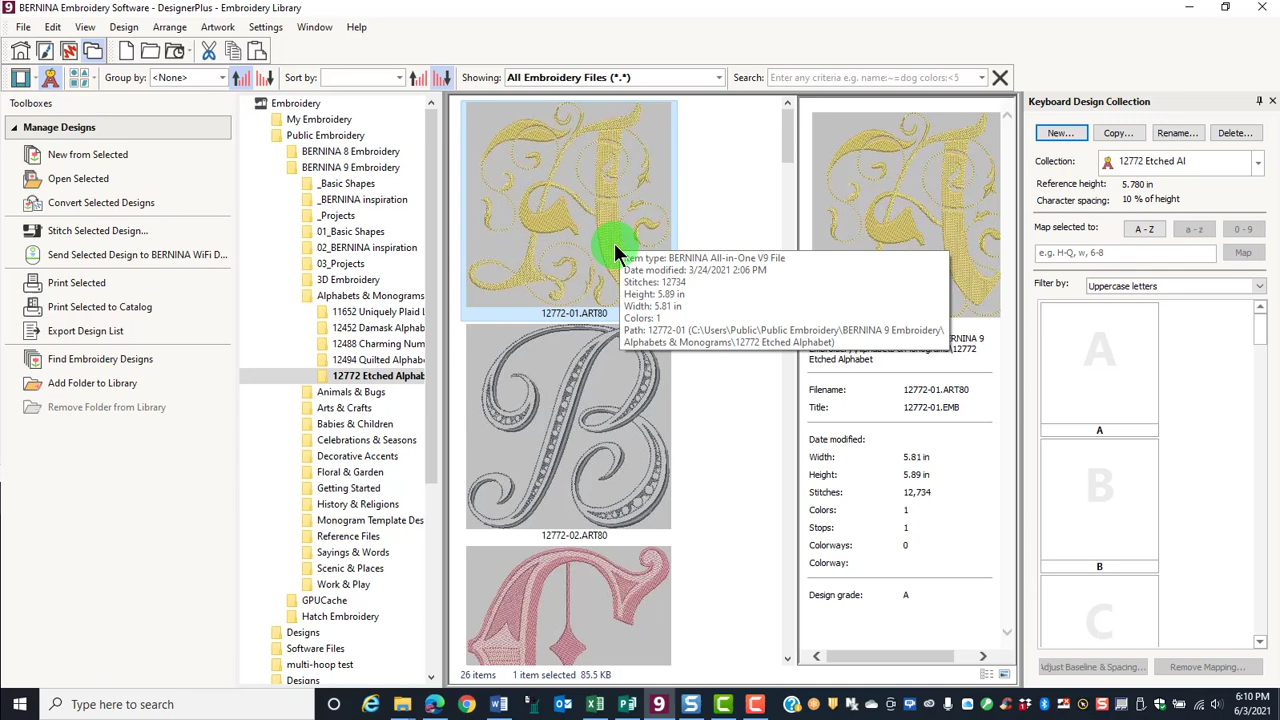 9 BERNINA Embroidery Software - DesignerPlus - Embroidery Library
File Edit View Design Arrange Artwork Settings Window Help
Group by: <None> Sort by: Showing: All Embroidery Files (*.*) Search: Enter any criteria e.g. name:~=dog colors:<5
Toolboxes
Manage Designs
New from Selected
Open Selected
Convert Selected Designs
Stitch Selected Design...
Send Selected Design to BERNINA WiFi D...
Print Selected
Print Selected to Catalog
Export Design List
Find Embroidery Designs
Add Folder to Library
Remove Folder from Library
Embroidery
My Embroidery
Public Embroidery
BERNINA 8 Embroidery
BERNINA 9 Embroidery
_Basic Shapes
_BERNINA inspiration
_Projects
01_Basic Shapes
02_BERNINA inspiration
03_Projects
3D Embroidery
Alphabets & Monograms
11652 Uniquely Plaid L
12452 Damask Alphab
12488 Charming Num
12494 Quilted Alphab
12772 Etched Alphab
Animals & Bugs
Arts & Crafts
Babies & Children
Celebrations & Seasons
Decorative Accents
Floral & Garden
Getting Started
History & Religions
Monogram Template Des
Reference Files
Sayings & Words
Scenic & Places
Work & Play
GPUCache
Hatch Embroidery
Designs
Software Files
multi-hoop test
Designs
A
12772-01.ART80
B
12772-02.ART80
Item type: BERNINA All-in-One V9 File
Date modified: 3/24/2021 2:06 PM
Stitches: 12734
Height: 5.89 in
Width: 5.81 in
Colors: 1
Path: 12772-01 (C:\Users\Public\Public Embroidery\BERNINA 9 Embroidery\
Alphabets & Monograms\12772 Etched Alphabet)
26 items 1 item selected 85.5 KB
BERNINA 9
Embroidery\Alphabets & Monograms\12772
Etched Alphabet
Filename: 12772-01.ART80
Title: 12772-01.EMB
Date modified:
Width: 5.81 in
Height: 5.89 in
Stitches: 12,734
Colors: 1
Stops: 1
Colorways: 0
Colorway:
Design grade: A
Keyboard Design Collection
New... Copy... Rename... Delete...
Collection: 12772 Etched Al
Reference height: 5.780 in
Character spacing: 10 % of height
Map selected to: A - Z a - z 0 - 9
e.g. H-Q, w, 6-8 Map
Filter by: Uppercase letters
A
A
B
B
C
Adjust Baseline & Spacing... Remove Mapping...
Type here to search
6:10 PM
6/3/2021